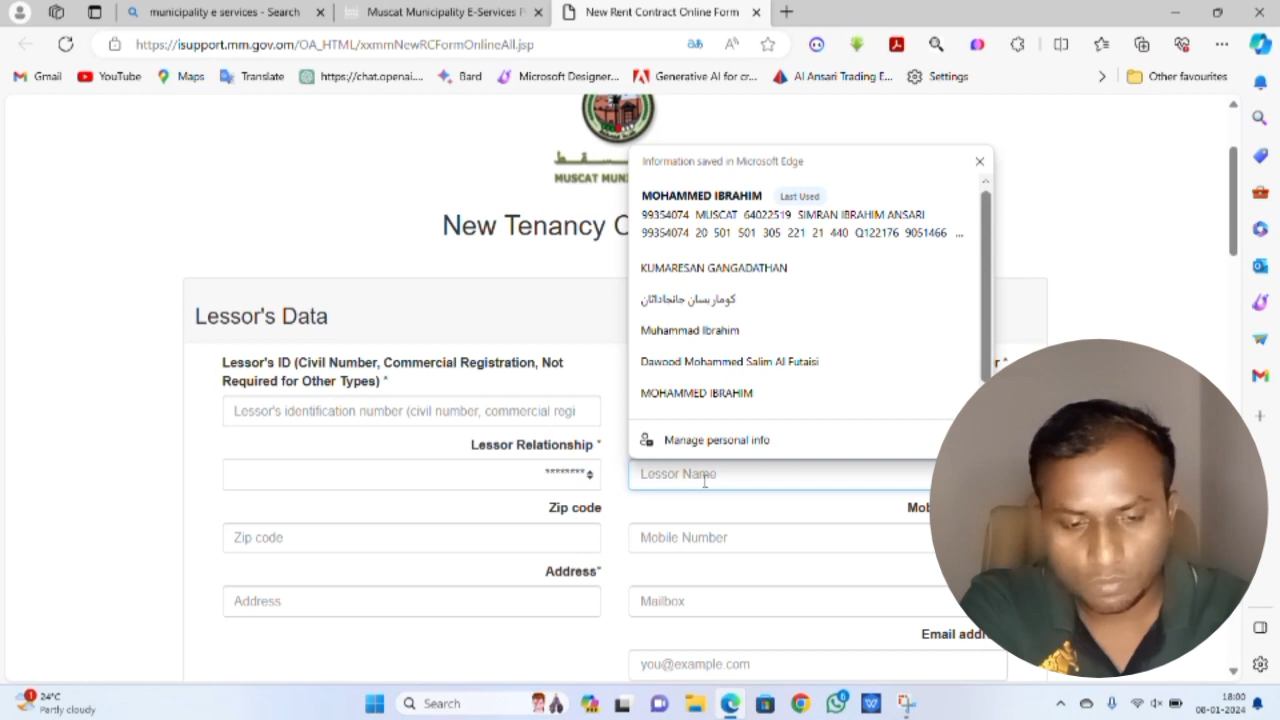 municipality e services - Search
Muscat Municipality E-Services
New Rent Contract Online Form
https://isupport.mm.gov.om/OA_HTML/xxmmNewRCFormOnlineAll.jsp
Gmail
YouTube
Maps
Translate
https://chat.openai...
Bard
Microsoft Designer...
Generative AI for cr...
Al Ansari Trading E...
Settings
Other favourites
MUSCAT
New Tenancy
Information saved in Microsoft Edge
MOHAMMED IBRAHIM Last Used
99354074 MUSCAT 64022519 SIMRAN IBRAHIM ANSARI
99354074 20 501 501 305 221 21 440 Q122176 9051466 ...
KUMARESAN GANGADATHAN
كوماريسان جانجاداثان
Muhammad Ibrahim
Dawood Mohammed Salim Al Futaisi
MOHAMMED IBRAHIM
Manage personal info
Lessor's Data
Lessor's ID (Civil Number, Commercial Registration, Not
Required for Other Types) *
Lessor's identification number (civil number, commercial regi
Lessor Relationship *
********
Lessor Name
Zip code
Zip code
Mobile Number
Address*
Address
Mailbox
Email
you@example.com
1
24°C
Partly cloudy
Search
6
18:00
08-01-2024